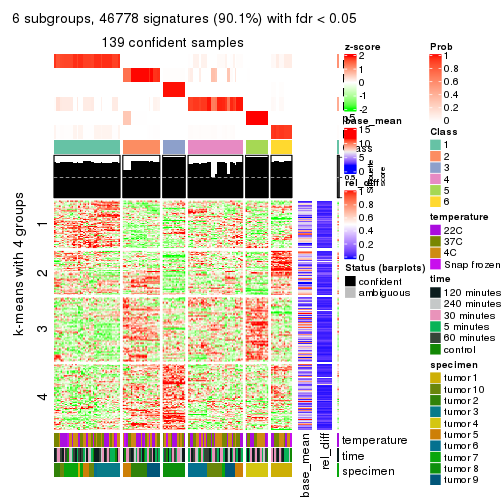 6 subgroups, 46778 signatures (90.1%) with fdr < 0.05
139 confident samples
k-means with 4 groups
1
2
3
4
z-score
2
1
0
-1
-2
base_mean
15
10
5
0
rel_diff
1
0.8
0.6
0.4
0.2
0
Status (barplots)
confident
ambiguous
Prob
1
0.8
0.6
0.4
0.2
0
Class
1
2
3
4
5
6
temperature
22C
37C
4C
Snap frozen
time
120 minutes
240 minutes
30 minutes
5 minutes
60 minutes
control
specimen
tumor 1
tumor 10
tumor 2
tumor 3
tumor 4
tumor 5
tumor 6
tumor 7
tumor 8
tumor 9
base_mean
rel_diff
temperature
time
specimen